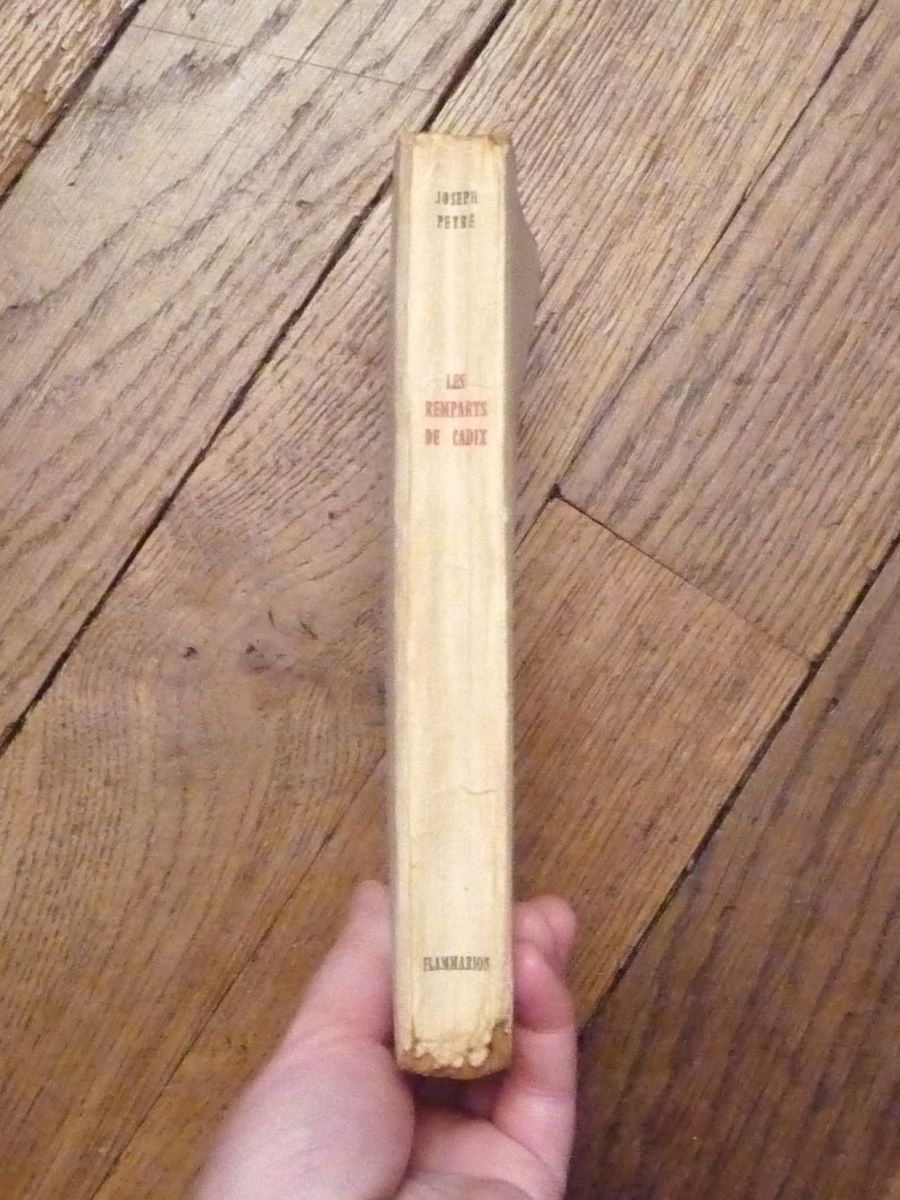 JOSEPH
PEYRÉ
LES
REMPARTS
DE CADIX
FLAMMARION